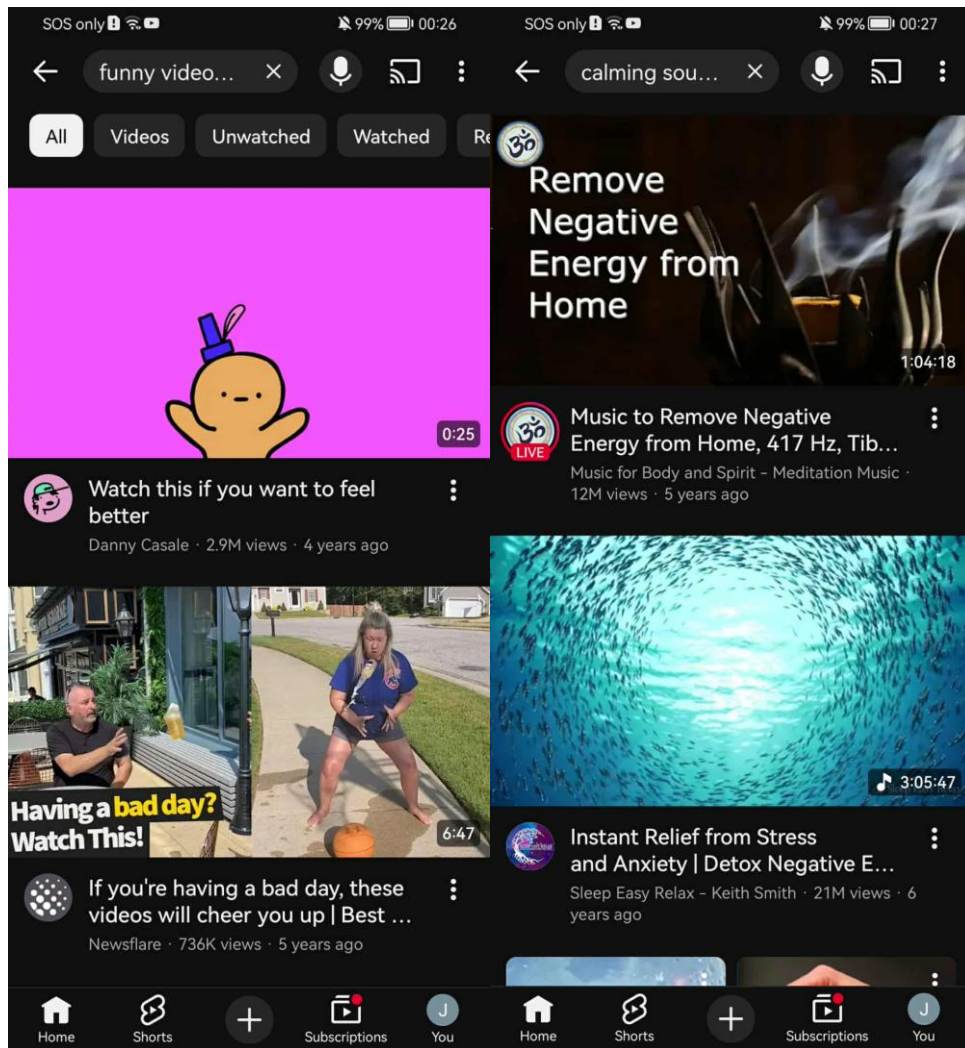 SOS only
99%
00:26
funny video...
All
Videos
Unwatched
Watched
Re
0:25
Watch this if you want to feel
better
Danny Casale · 2.9M views · 4 years ago
Having a bad day?
Watch This!
6:47
If you're having a bad day, these
videos will cheer you up | Best ...
Newsflare · 736K views · 5 years ago
Home
Shorts
Subscriptions
J
You
SOS only
99%
00:27
calming sou...
ॐ
Remove
Negative
Energy from
Home
1:04:18
ॐ
LIVE
Music to Remove Negative
Energy from Home, 417 Hz, Tib...
Music for Body and Spirit – Meditation Music ·
12M views · 5 years ago
3:05:47
Instant Relief from Stress
and Anxiety | Detox Negative E...
Sleep Easy Relax – Keith Smith · 21M views · 6
years ago
Home
Shorts
Subscriptions
J
You